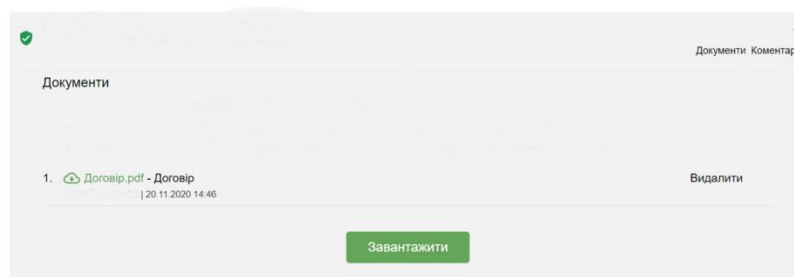 Документи Коментар
Документи
1. Договір.pdf - Договір
Видалити
| 20.11.2020 14:46
Завантажити